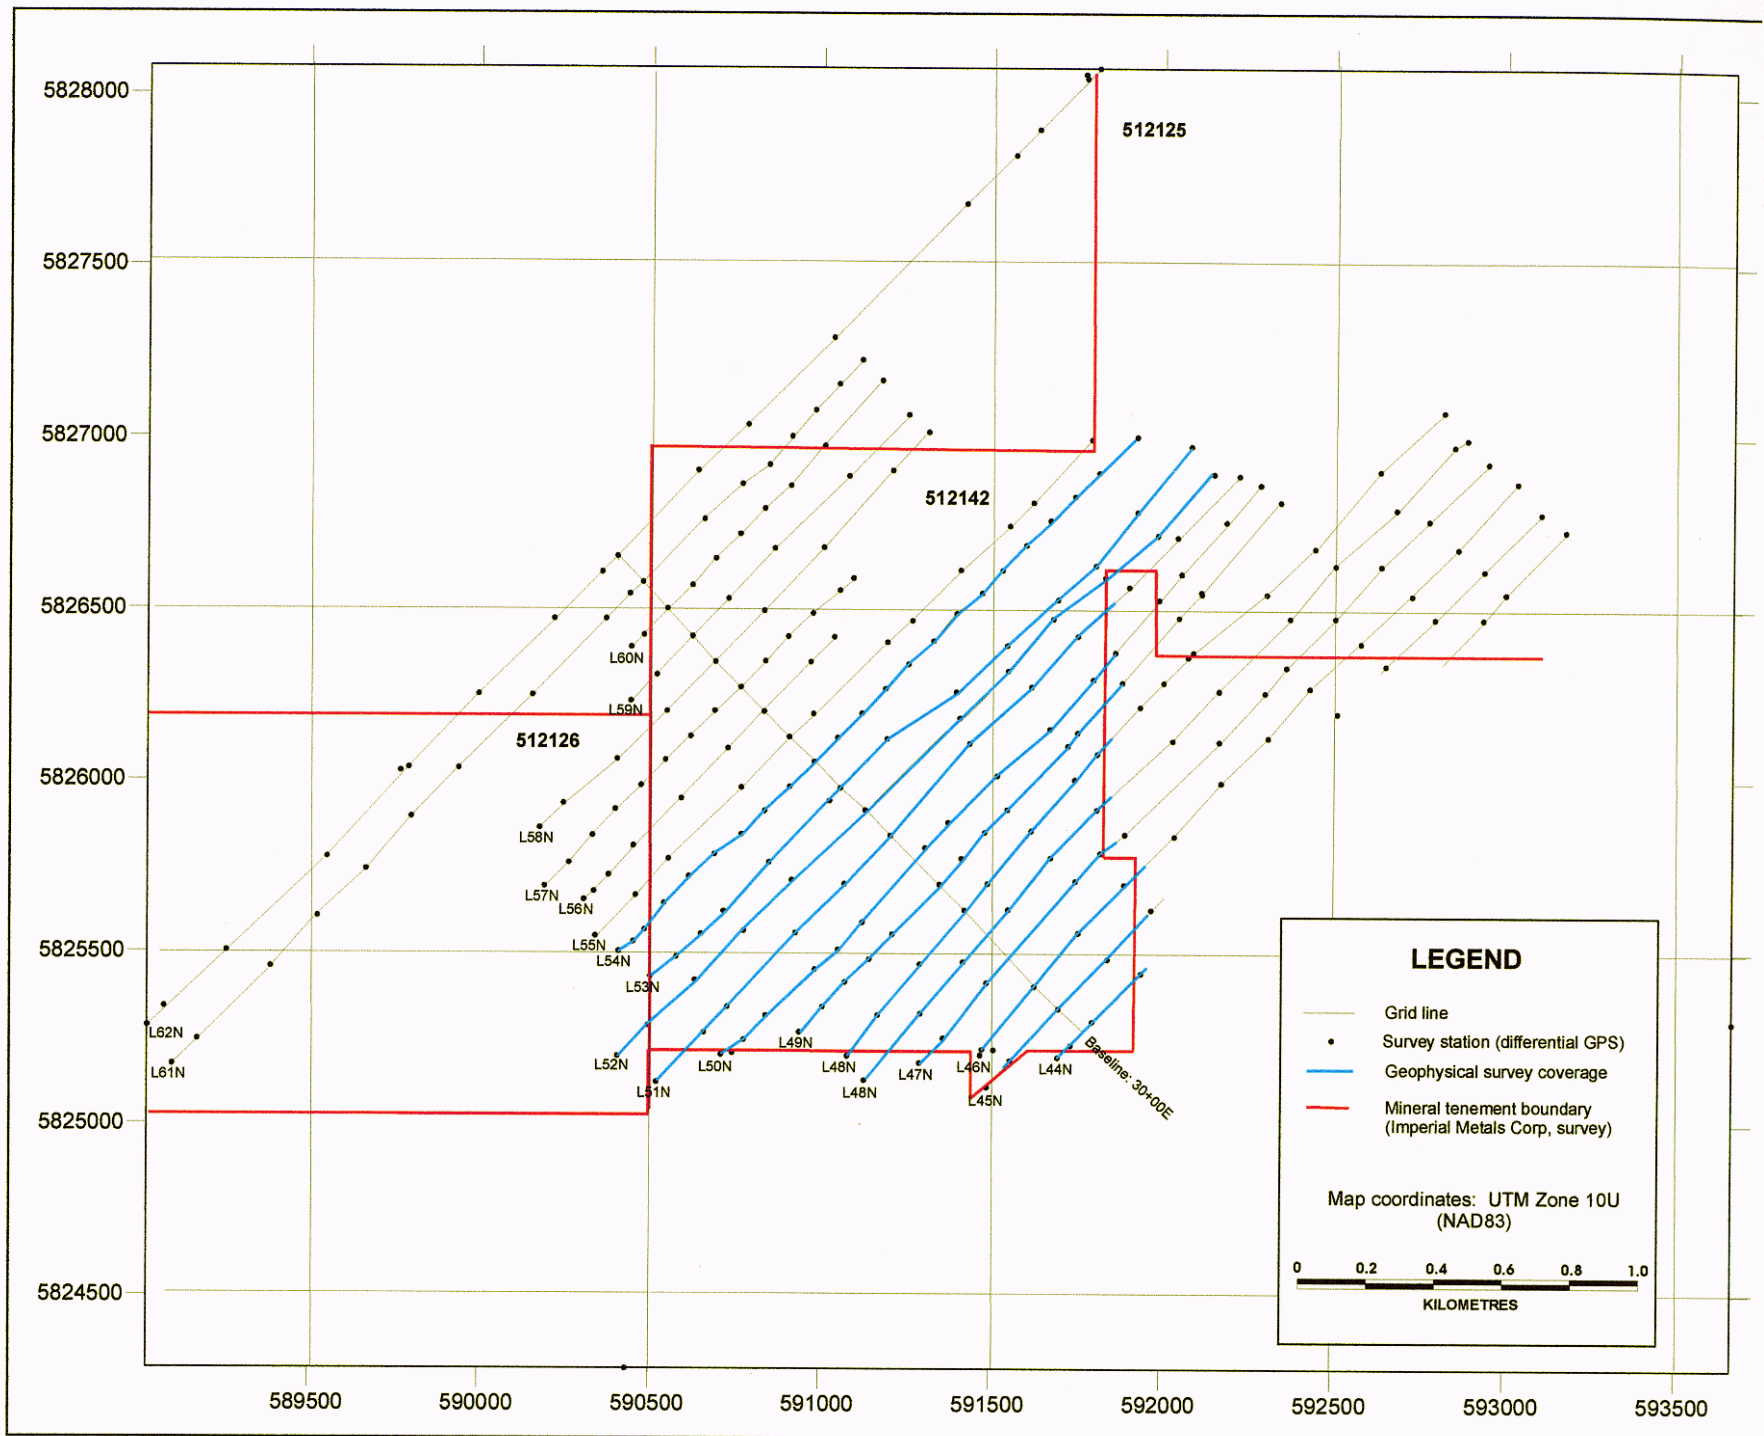 5828000
512125
5827500
5827000
512142
5826500
L60N
L59N
512126
5826000
L58N
L57N
L56N
L55N
5825500
L54N
L53N
L62N
L61N
L52N
L51N
L50N
L49N
L48N
L48N
L47N
L46N
L45N
L44N
Baseline: 30+00E
5825000
5824500
LEGEND
Grid line
Survey station (differential GPS)
Geophysical survey coverage
Mineral tenement boundary
(Imperial Metals Corp, survey)
Map coordinates: UTM Zone 10U
(NAD83)
0 0.2 0.4 0.6 0.8 1.0
KILOMETRES
589500 590000 590500 591000 591500 592000 592500 593000 593500